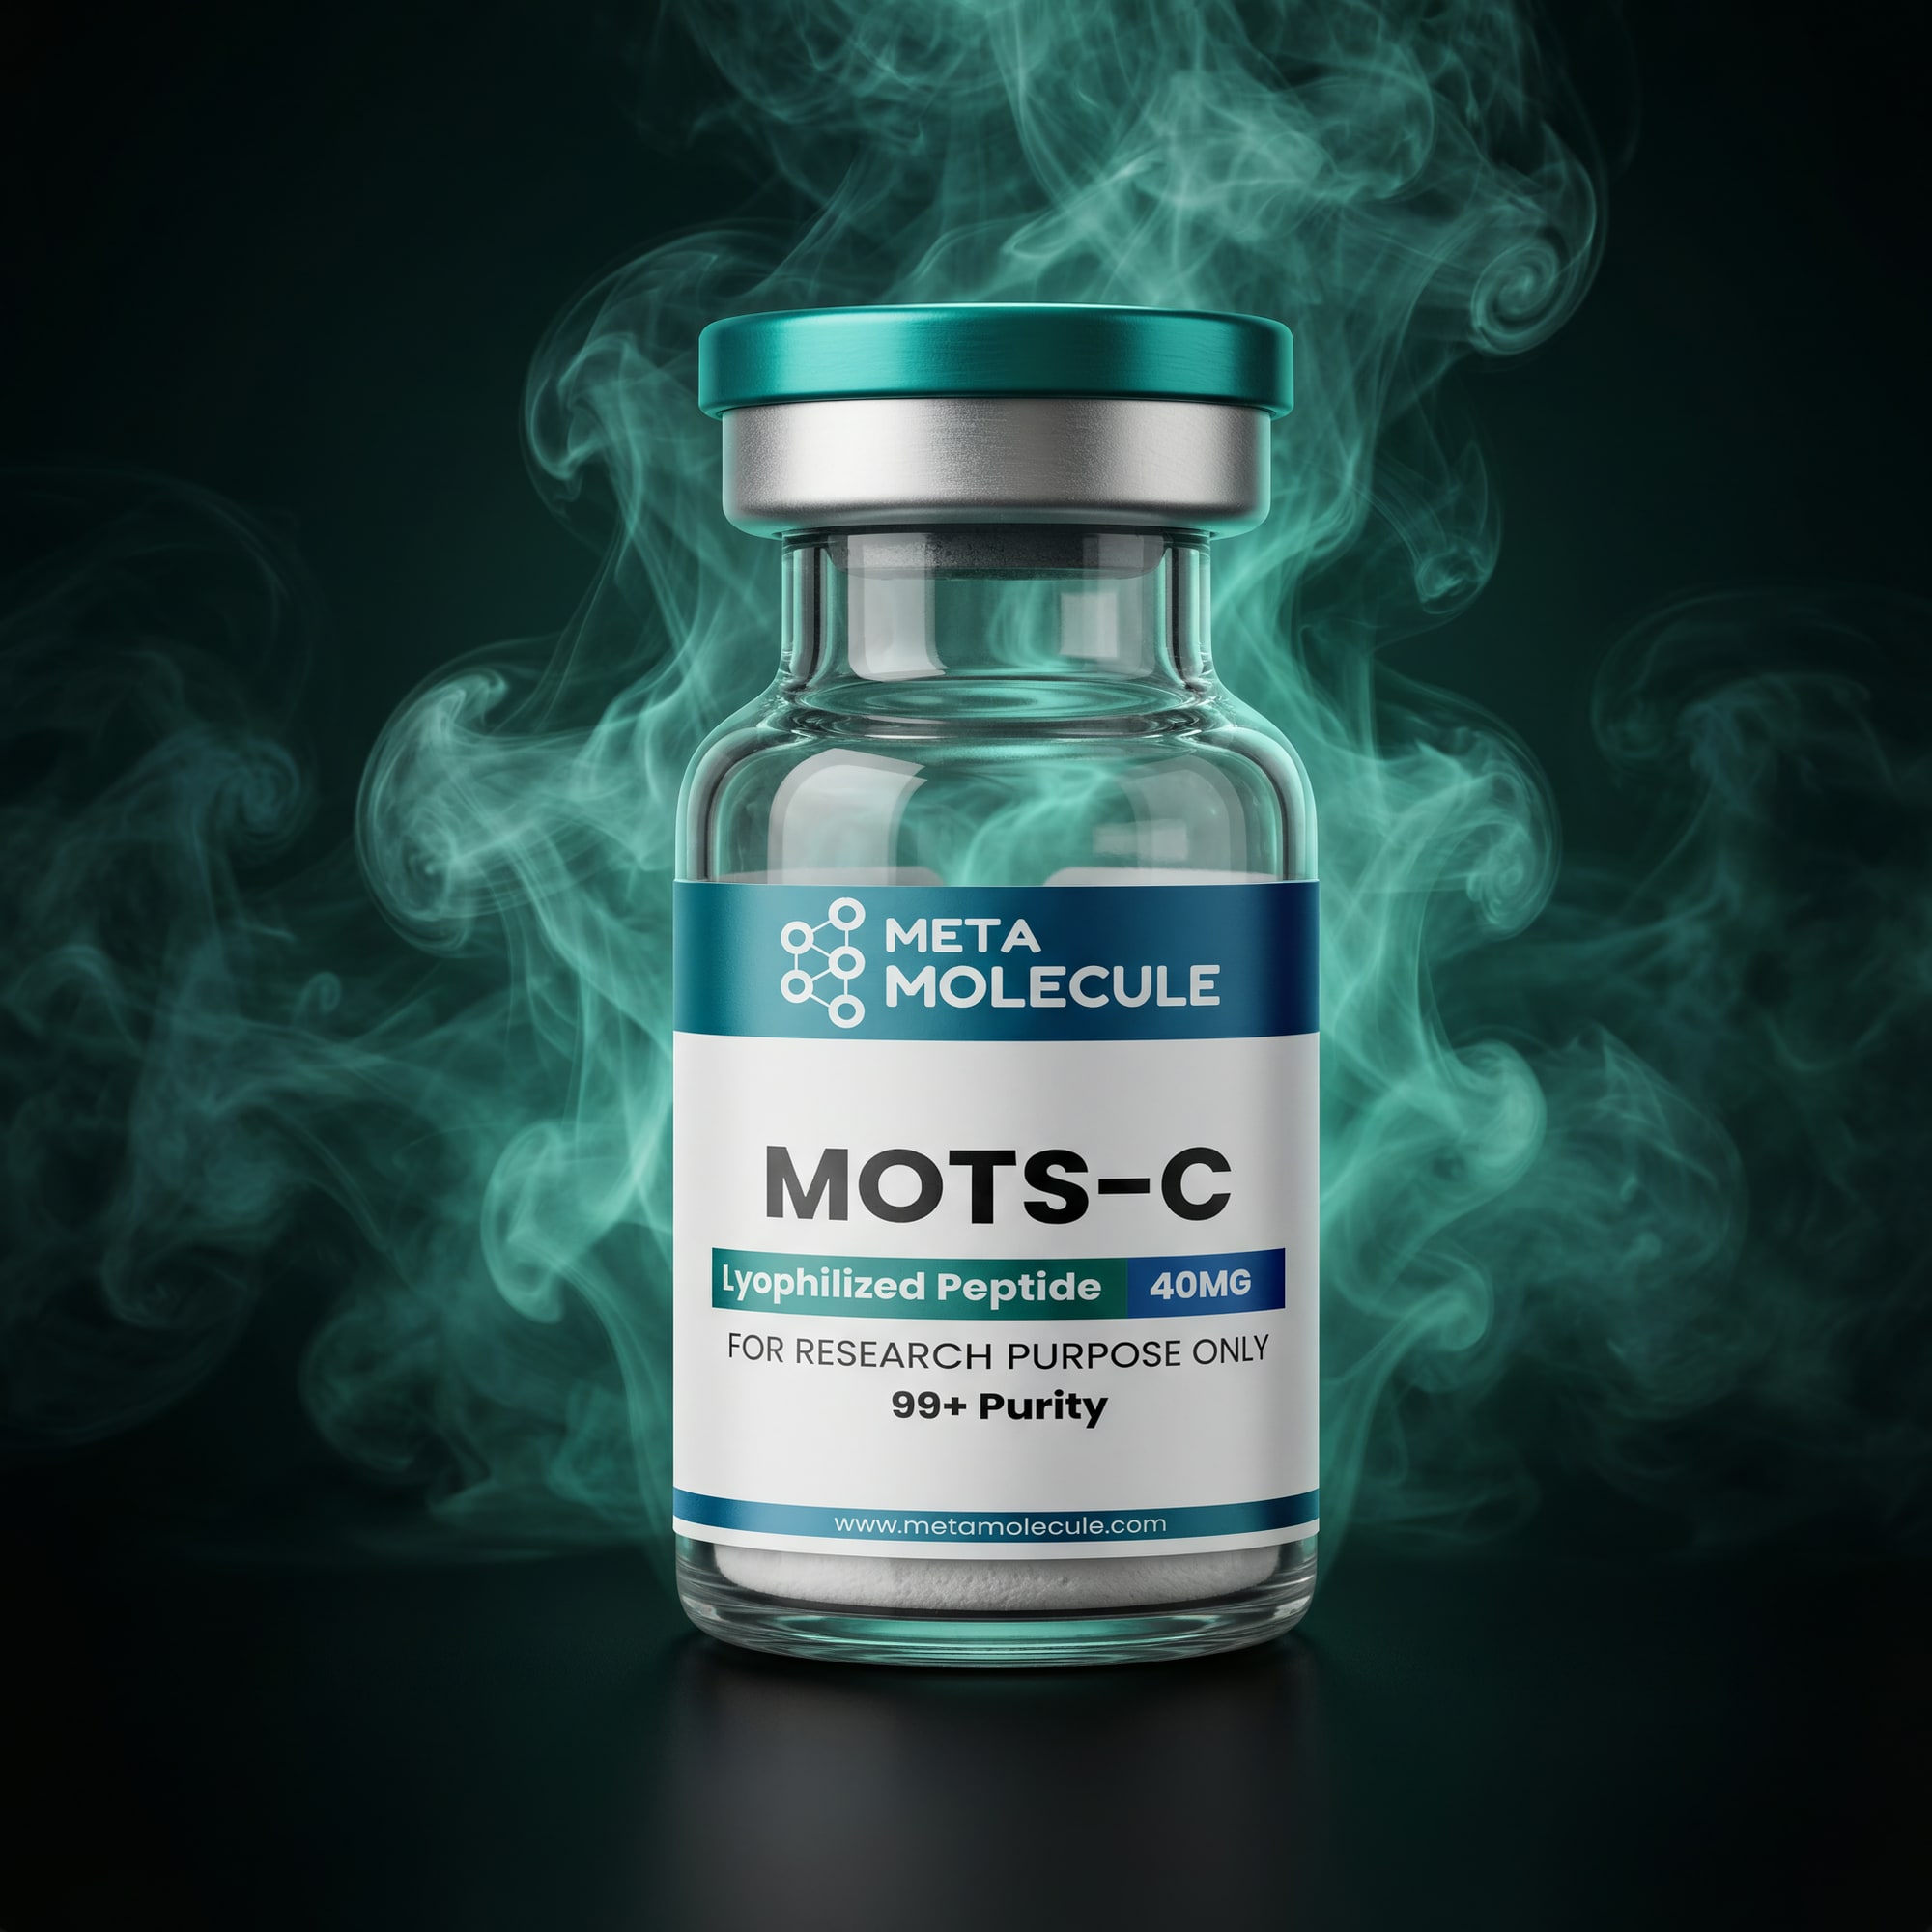 META
MOLECULE
MOTS-C
Lyophilized Peptide 40MG
FOR RESEARCH PURPOSE ONLY
99+ Purity
www.metamolecule.com